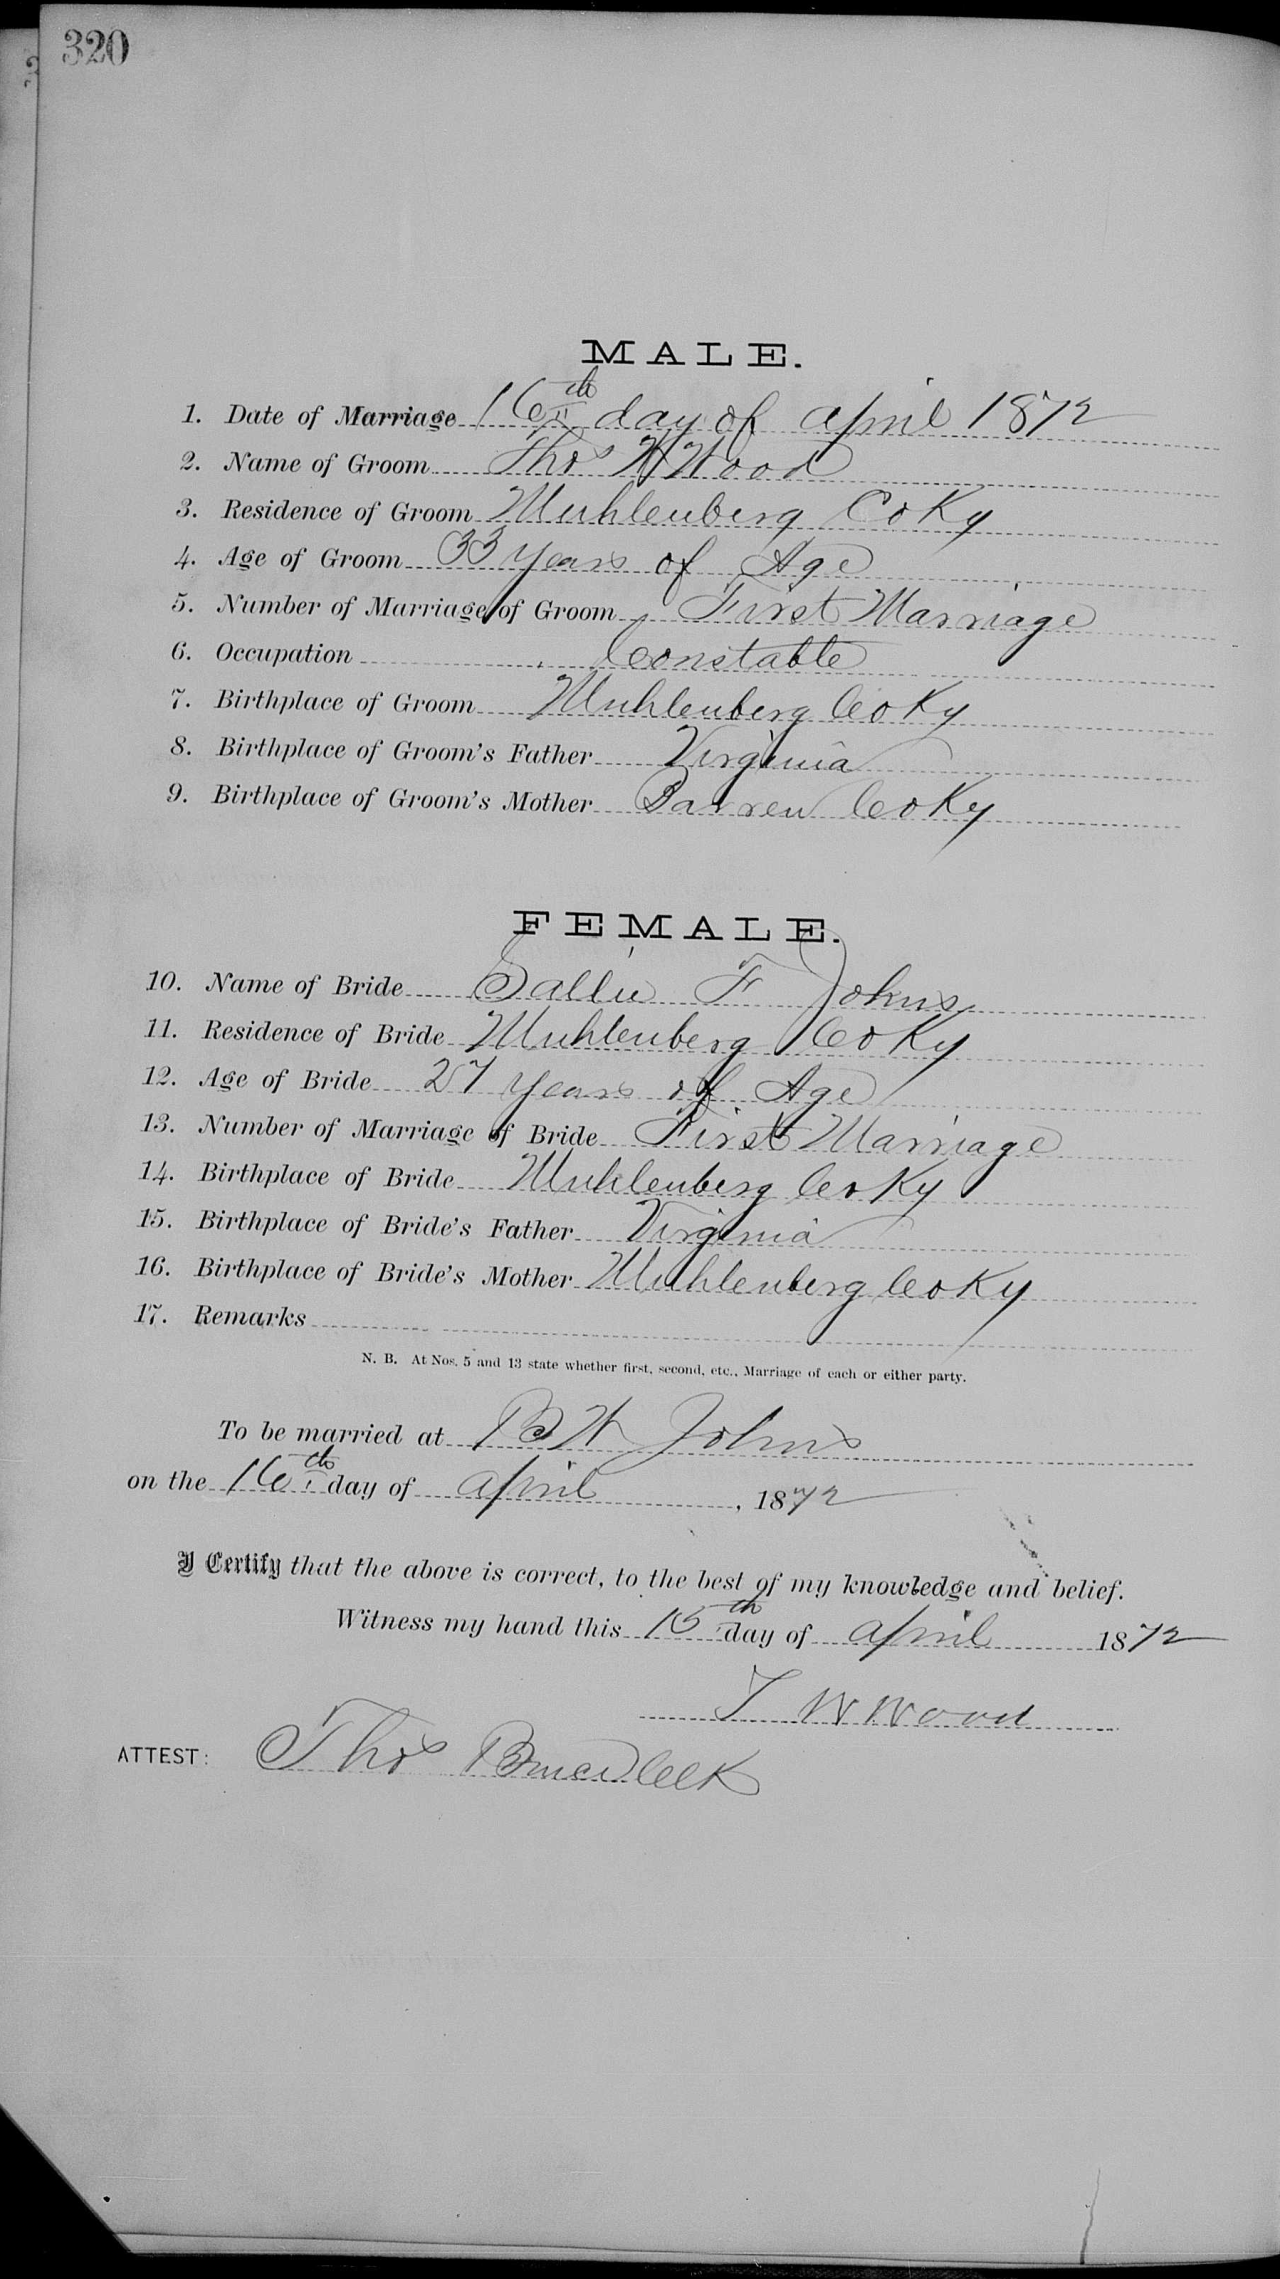 320
MALE.
1. Date of Marriage 16th day of april 1872
2. Name of Groom Thos W Wood
3. Residence of Groom Muhlenberg Co Ky
4. Age of Groom 33 years of Age
5. Number of Marriage of Groom First Marriage
6. Occupation Constable
7. Birthplace of Groom Muhlenberg Co Ky
8. Birthplace of Groom's Father Virginia
9. Birthplace of Groom's Mother Barren Co Ky
FEMALE.
10. Name of Bride Sallie F Johns
11. Residence of Bride Muhlenberg Co Ky
12. Age of Bride 27 years of Age
13. Number of Marriage of Bride First Marriage
14. Birthplace of Bride Muhlenberg Co Ky
15. Birthplace of Bride's Father Virginia
16. Birthplace of Bride's Mother Muhlenberg Co Ky
17. Remarks
N. B. At Nos. 5 and 13 state whether first, second, etc., Marriage of each or either party.
To be married at B W Johns
on the 16th day of april, 1872
I Certify that the above is correct, to the best of my knowledge and belief.
Witness my hand this 15th day of april 1872
T W Wood
ATTEST: Thos Bruce Clk